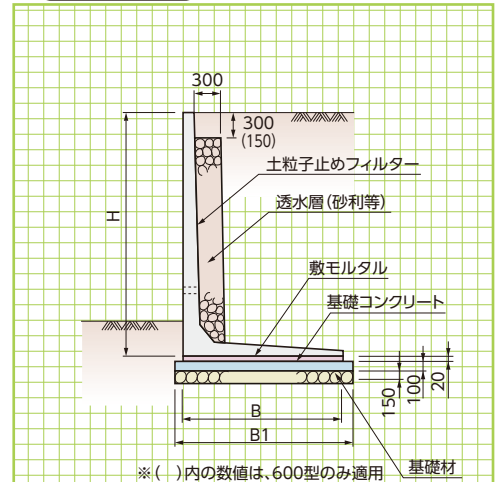 300
300
(150)
土粒子止めフィルター
透水層(砂利等)
H
敷モルタル
基礎コンクリート
B
B1
150
100
20
基礎材
※(　)内の数値は、600型のみ適用